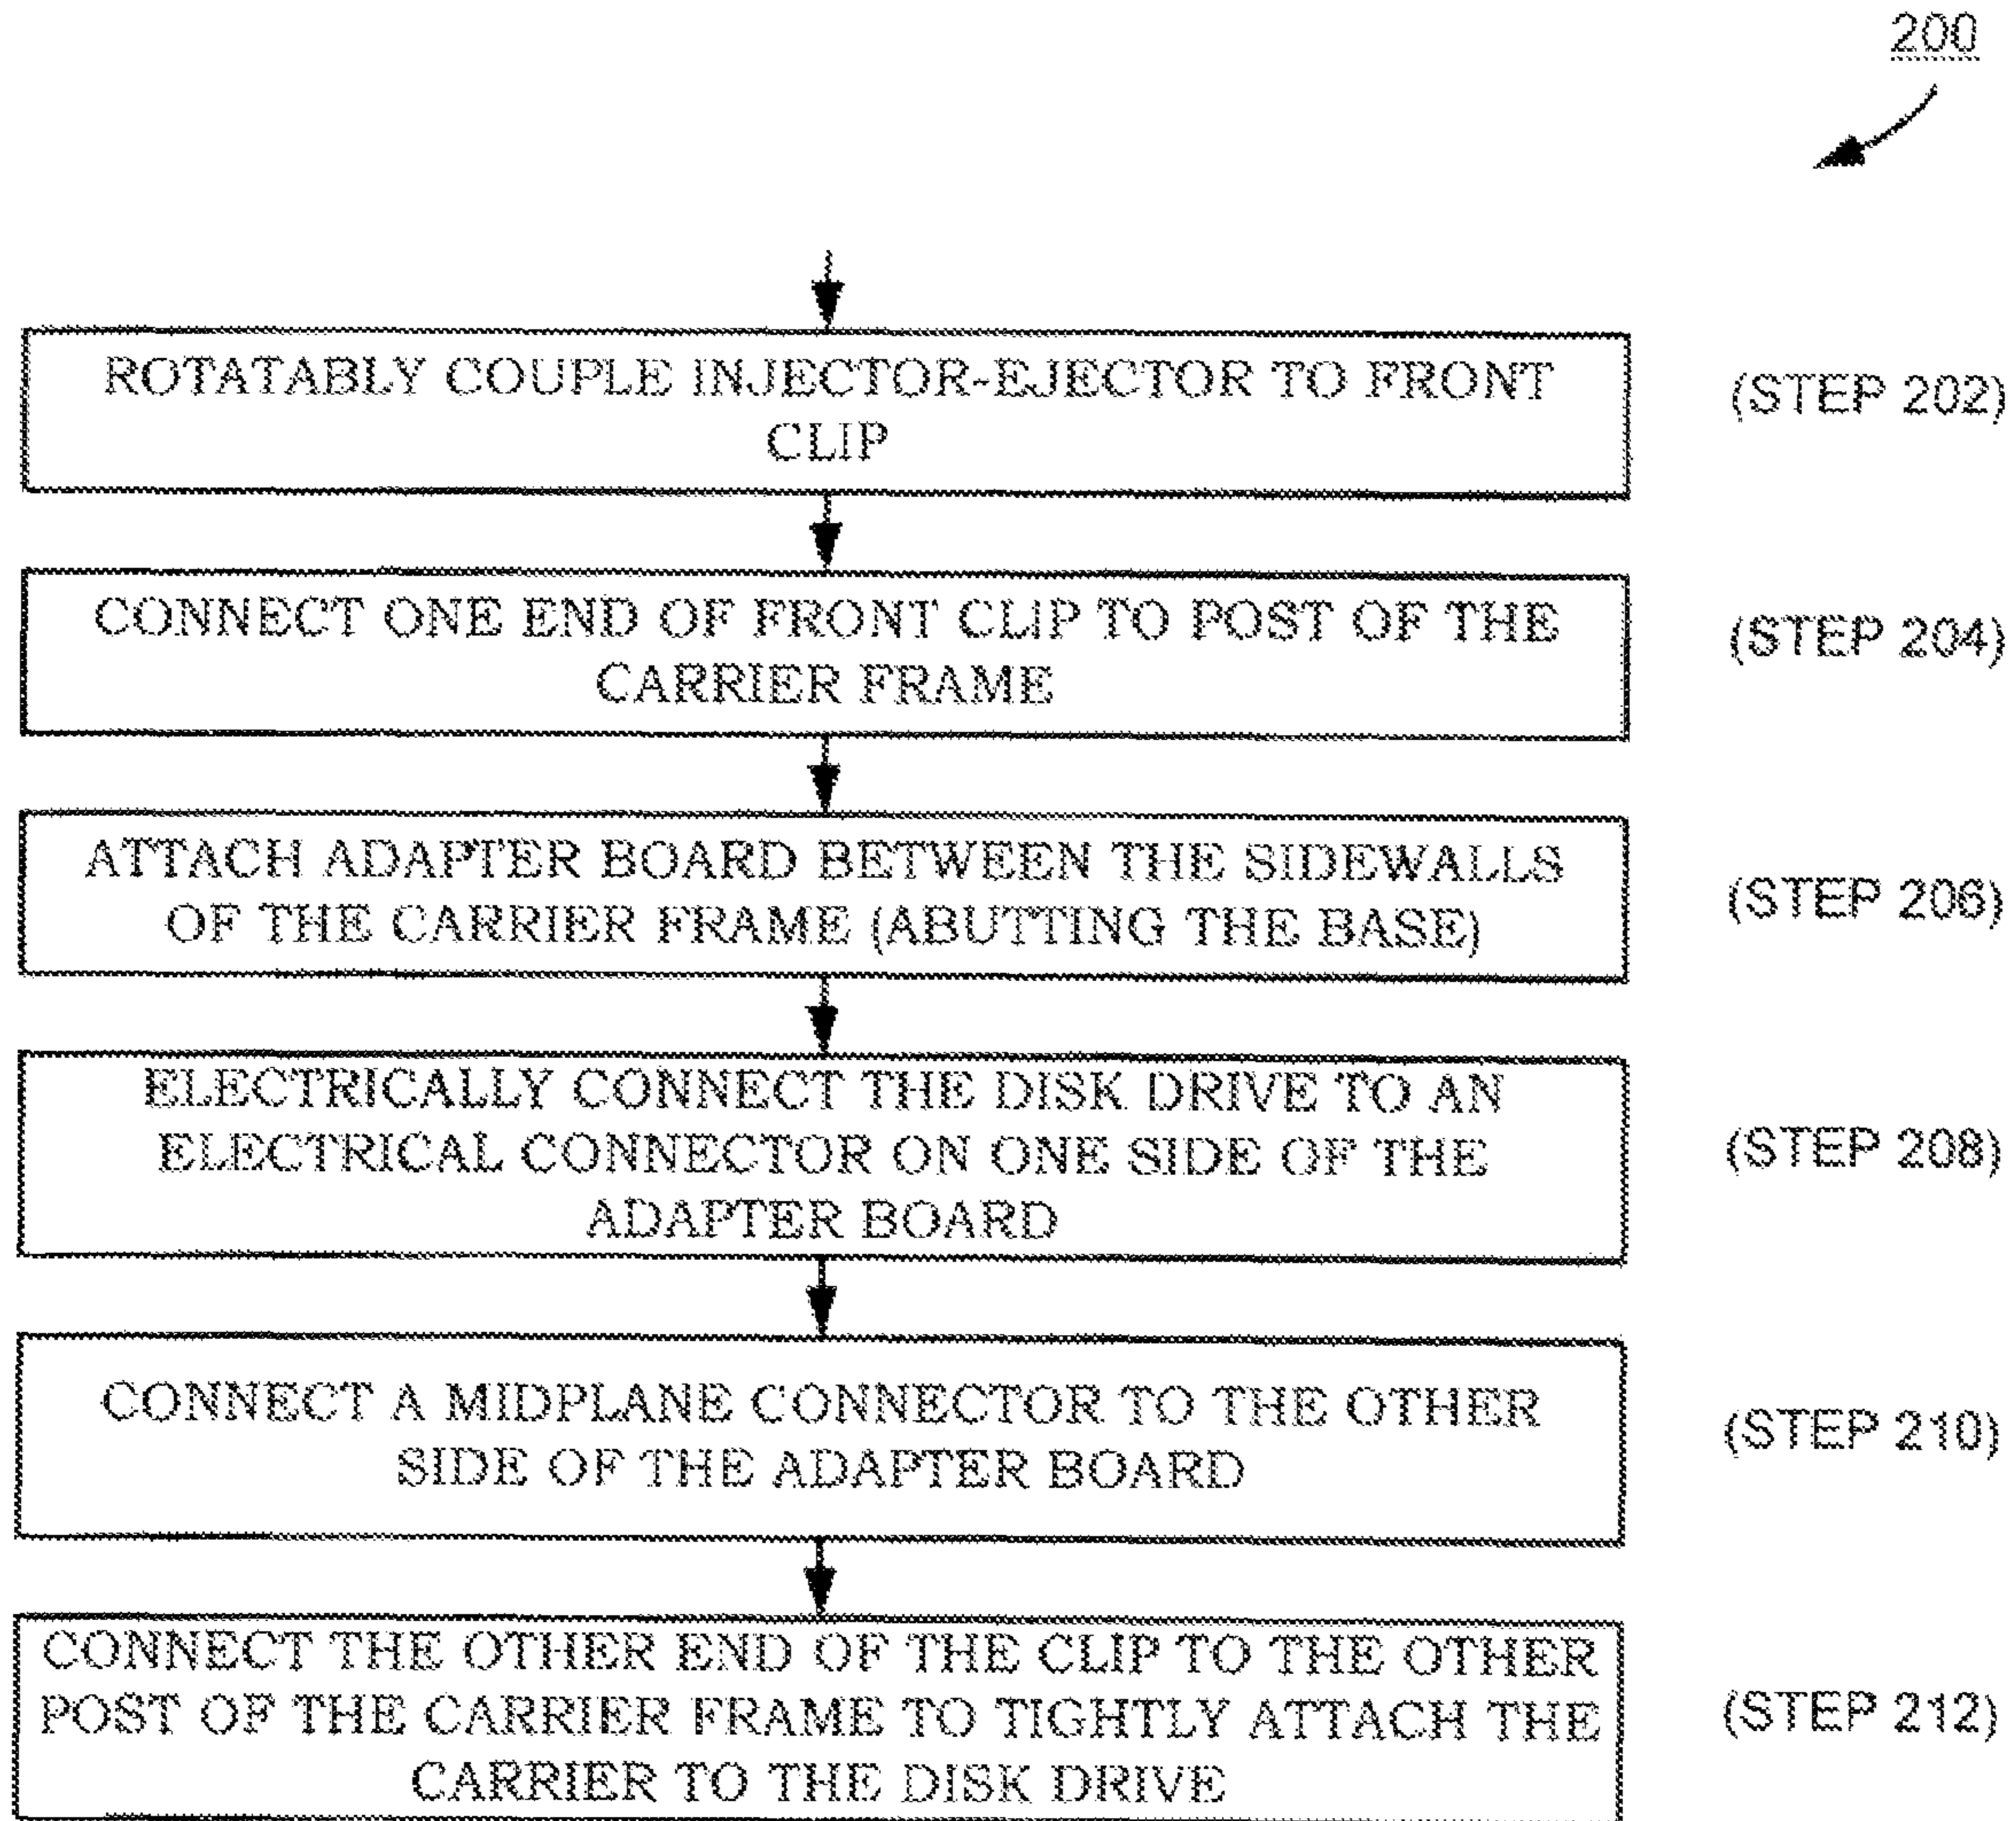 200
ROTATABLY COUPLE INJECTOR-EJECTOR TO FRONT
CLIP
(STEP 202)
CONNECT ONE END OF FRONT CLIP TO POST OF THE
CARRIER FRAME
(STEP 204)
ATTACH ADAPTER BOARD BETWEEN THE SIDEWALLS
OF THE CARRIER FRAME (ABUTTING THE BASE)
(STEP 206)
ELECTRICALLY CONNECT THE DISK DRIVE TO AN
ELECTRICAL CONNECTOR ON ONE SIDE OF THE
ADAPTER BOARD
(STEP 208)
CONNECT A MIDPLANE CONNECTOR TO THE OTHER
SIDE OF THE ADAPTER BOARD
(STEP 210)
CONNECT THE OTHER END OF THE CLIP TO THE OTHER
POST OF THE CARRIER FRAME TO TIGHTLY ATTACH THE
CARRIER TO THE DISK DRIVE
(STEP 212)